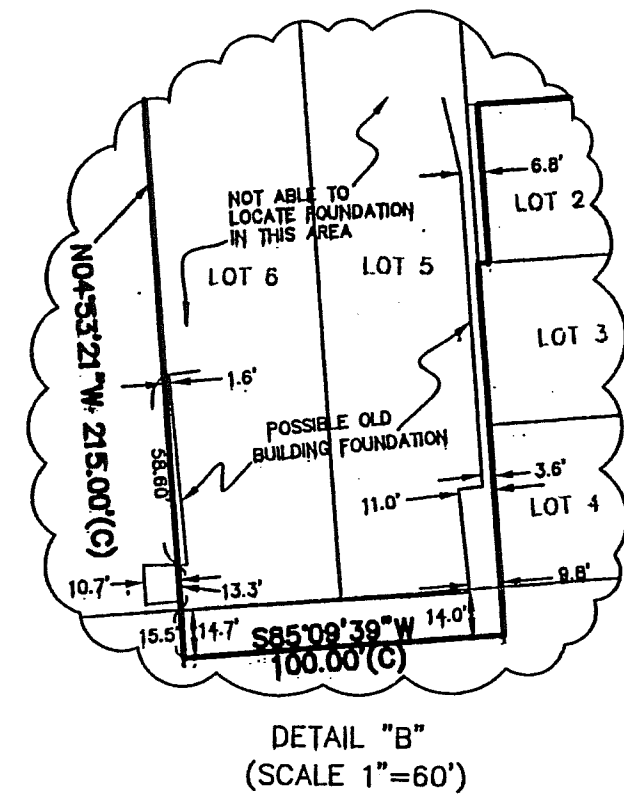 6.8'
LOT 2
NOT ABLE TO
LOCATE FOUNDATION
IN THIS AREA
LOT 6
LOT 5
N04°53'21"W 215.00'(C)
LOT 3
1.6'
POSSIBLE OLD
BUILDING FOUNDATION
58.60'
3.6'
11.0'
LOT 4
10.7'
13.3'
9.8'
15.5'
14.7'
14.0'
S85°09'39"W
100.00'(C)
DETAIL "B"
(SCALE 1"=60')